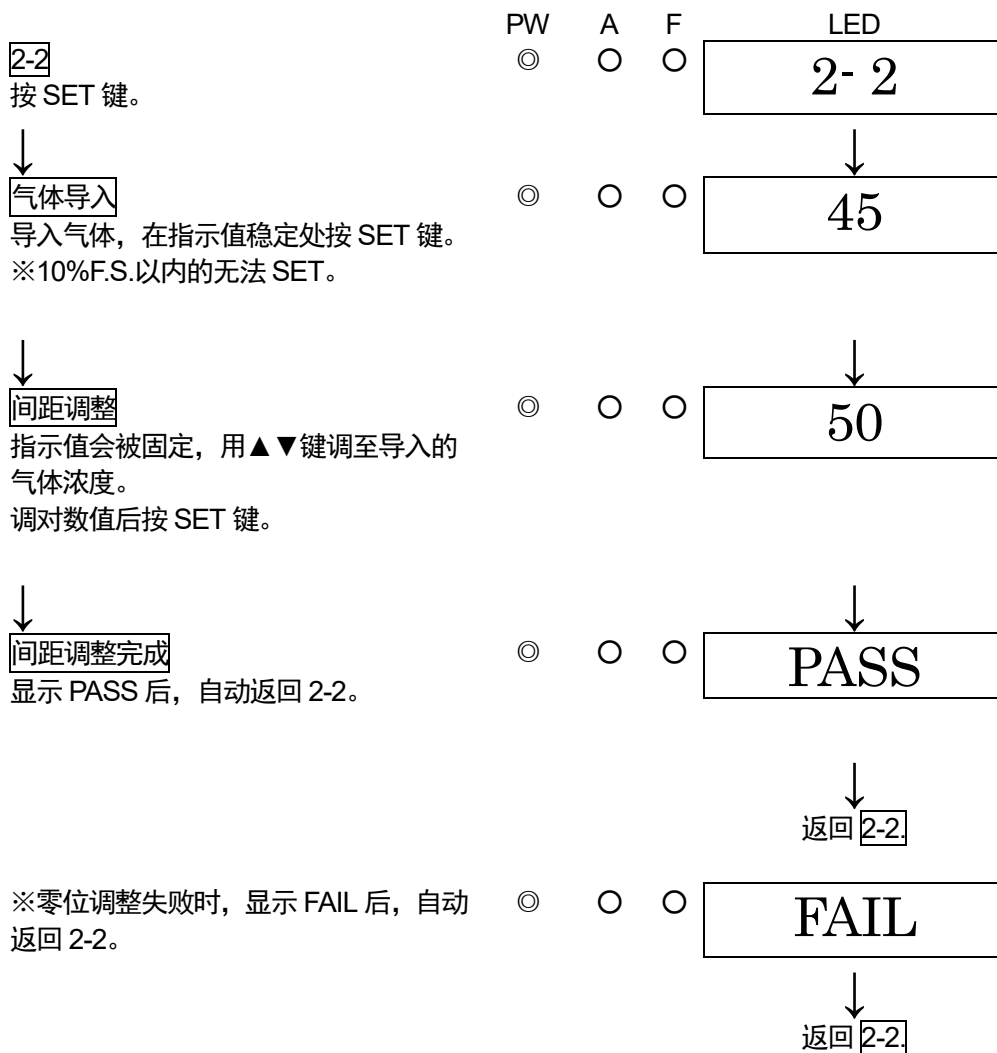 PW A F LED
2-2 ◎ ○ ○ 2- 2
按 SET 键。
↓ ↓
气体导入 ◎ ○ ○ 45
导入气体，在指示值稳定处按 SET 键。
※10%F.S.以内的无法 SET。
↓ ↓
间距调整 ◎ ○ ○ 50
指示值会被固定，用▲▼键调至导入的
气体浓度。
调对数值后按 SET 键。
↓ ↓
间距调整完成 ◎ ○ ○ PASS
显示 PASS 后，自动返回 2-2。
↓
返回 2-2.
※零位调整失败时，显示 FAIL 后，自动 ◎ ○ ○ FAIL
返回 2-2。
↓
返回 2-2.